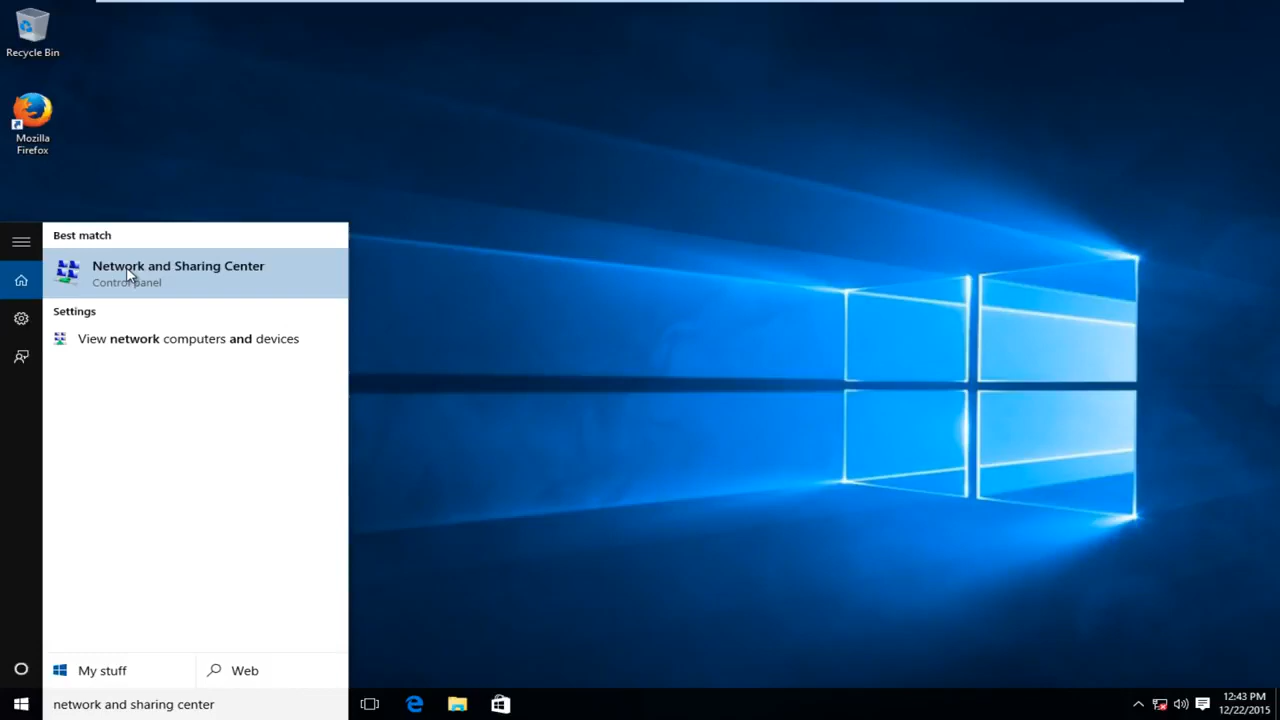 Recycle Bin
Mozilla
Firefox
Best match
Network and Sharing Center
Control panel
Settings
View network computers and devices
My stuff
Web
network and sharing center
12:43 PM
12/22/2015